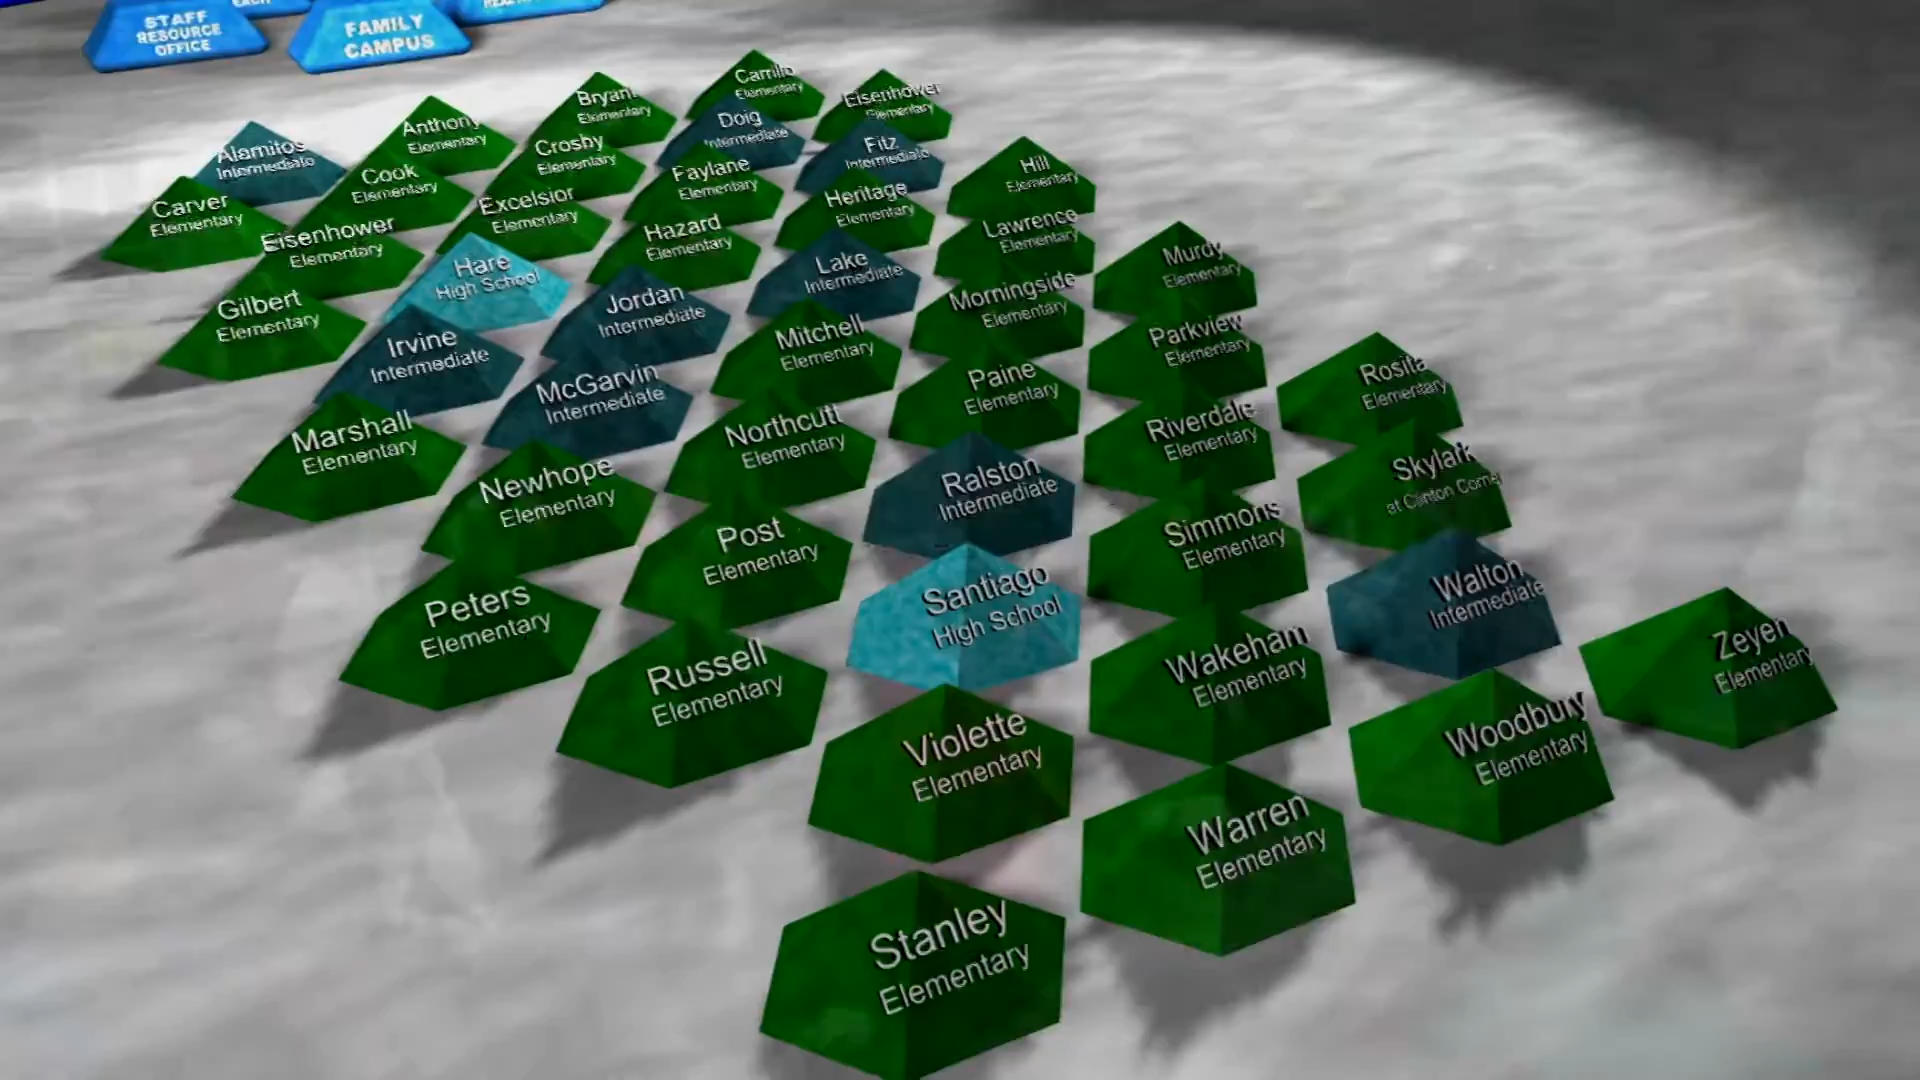 STAFF
RESOURCE
OFFICE
FAMILY
CAMPUS
Carrillo
Elementary
Eisenhower
Elementary
Bryant
Elementary
Doig
Intermediate
Anthony
Elementary
Crosby
Elementary
Fitz
Intermediate
Alamitos
Intermediate
Cook
Elementary
Faylane
Elementary
Hill
Elementary
Carver
Elementary
Excelsior
Elementary
Heritage
Elementary
Eisenhower
Elementary
Hazard
Elementary
Lawrence
Elementary
Hare
High School
Lake
Intermediate
Murdy
Elementary
Gilbert
Elementary
Jordan
Intermediate
Morningside
Elementary
Irvine
Intermediate
Mitchell
Elementary
Parkview
Elementary
McGarvin
Intermediate
Paine
Elementary
Rosita
Elementary
Marshall
Elementary
Northcutt
Elementary
Riverdale
Elementary
Newhope
Elementary
Ralston
Intermediate
Skylark
at Clinton Corner
Post
Elementary
Simmons
Elementary
Peters
Elementary
Santiago
High School
Walton
Intermediate
Russell
Elementary
Wakeham
Elementary
Zeyen
Elementary
Violette
Elementary
Woodbury
Elementary
Warren
Elementary
Stanley
Elementary